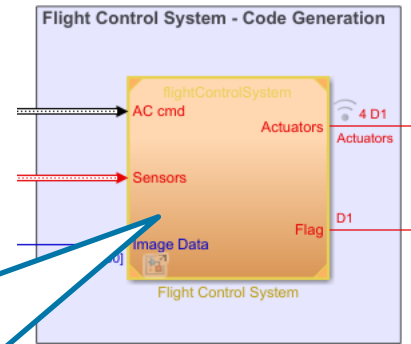 Flight Control System - Code Generation
flightControlSystem
AC cmd
4 D1
Actuators
Actuators
Sensors
D1
Flag
Image Data
Flight Control System